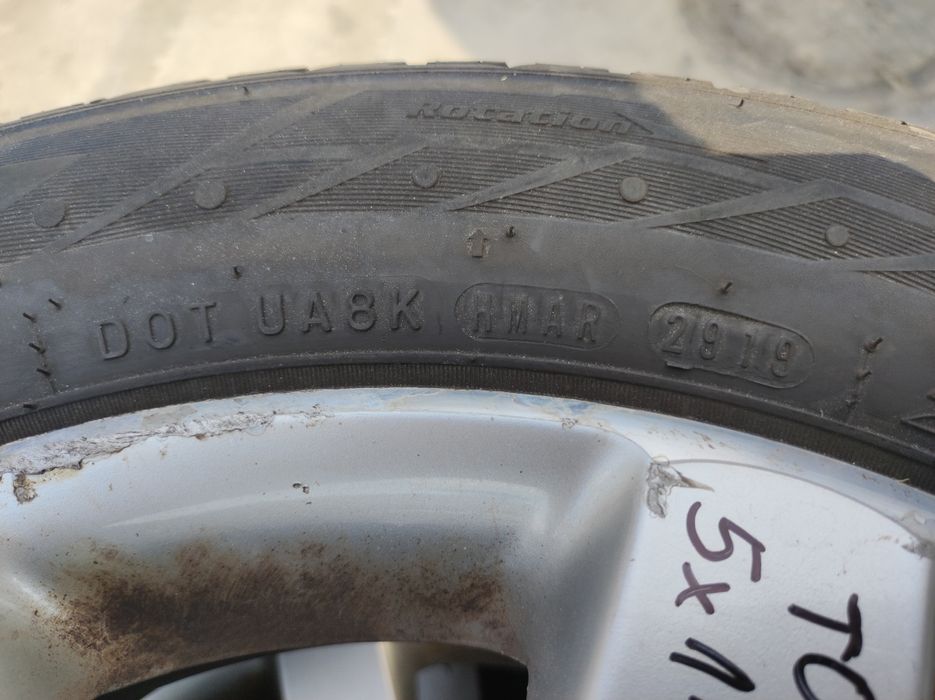 Rotation
DOT UA8K HMAR 2919
5x1
TO